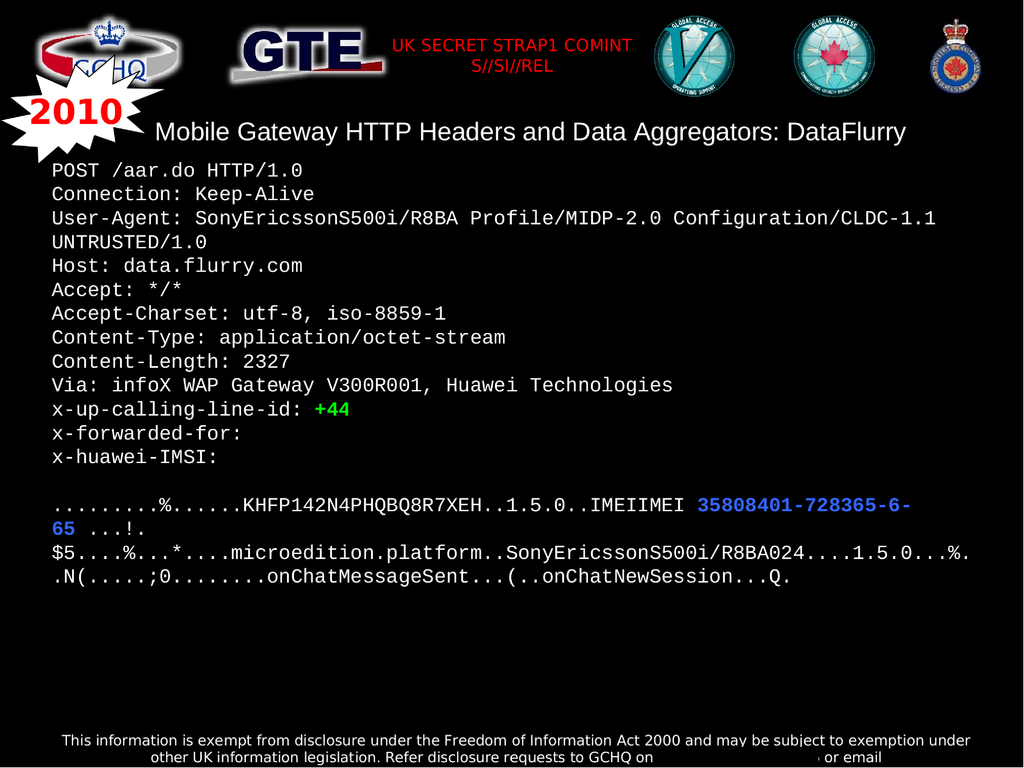 GCHQ
GTE
UK SECRET STRAP1 COMINT
S//SI//REL
GLOBAL ACCESS
V
GLOBAL ACCESS
2010
Mobile Gateway HTTP Headers and Data Aggregators: DataFlurry
POST /aar.do HTTP/1.0
Connection: Keep-Alive
User-Agent: SonyEricssonS500i/R8BA Profile/MIDP-2.0 Configuration/CLDC-1.1
UNTRUSTED/1.0
Host: data.flurry.com
Accept: */*
Accept-Charset: utf-8, iso-8859-1
Content-Type: application/octet-stream
Content-Length: 2327
Via: infoX WAP Gateway V300R001, Huawei Technologies
x-up-calling-line-id: +44
x-forwarded-for:
x-huawei-IMSI:
.........%......KHFP142N4PHQBQ8R7XEH..1.5.0..IMEIIMEI 35808401-728365-6-
65 ...!.
$5....%...*....microedition.platform..SonyEricssonS500i/R8BA024....1.5.0...%.
.N(.....;0........onChatMessageSent...(..onChatNewSession...Q.
This information is exempt from disclosure under the Freedom of Information Act 2000 and may be subject to exemption under
other UK information legislation. Refer disclosure requests to GCHQ on or email